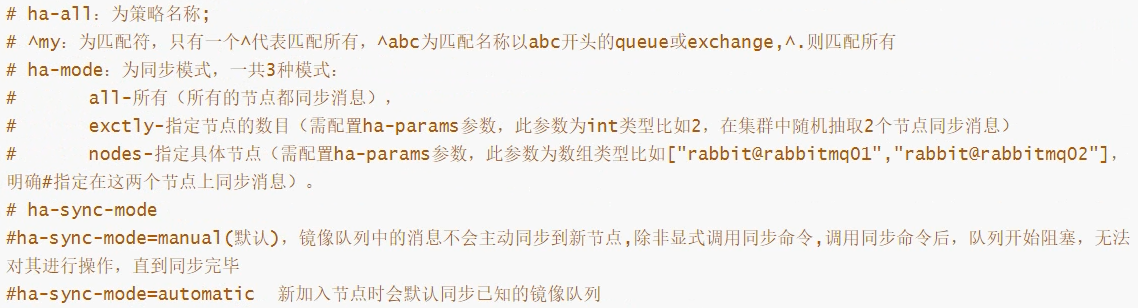 # ha-all：为策略名称;
# ^my：为匹配符，只有一个^代表匹配所有，^abc为匹配名称以abc开头的queue或exchange,^.则匹配所有
# ha-mode：为同步模式，一共3种模式：
#       all-所有（所有的节点都同步消息），
#       exctly-指定节点的数目（需配置ha-params参数，此参数为int类型比如2，在集群中随机抽取2个节点同步消息）
#       nodes-指定具体节点（需配置ha-params参数，此参数为数组类型比如["rabbit@rabbitmq01","rabbit@rabbitmq02"]，
明确#指定在这两个节点上同步消息）。
# ha-sync-mode
#ha-sync-mode=manual(默认)，镜像队列中的消息不会主动同步到新节点,除非显式调用同步命令,调用同步命令后，队列开始阻塞，无法
对其进行操作，直到同步完毕
#ha-sync-mode=automatic  新加入节点时会默认同步已知的镜像队列